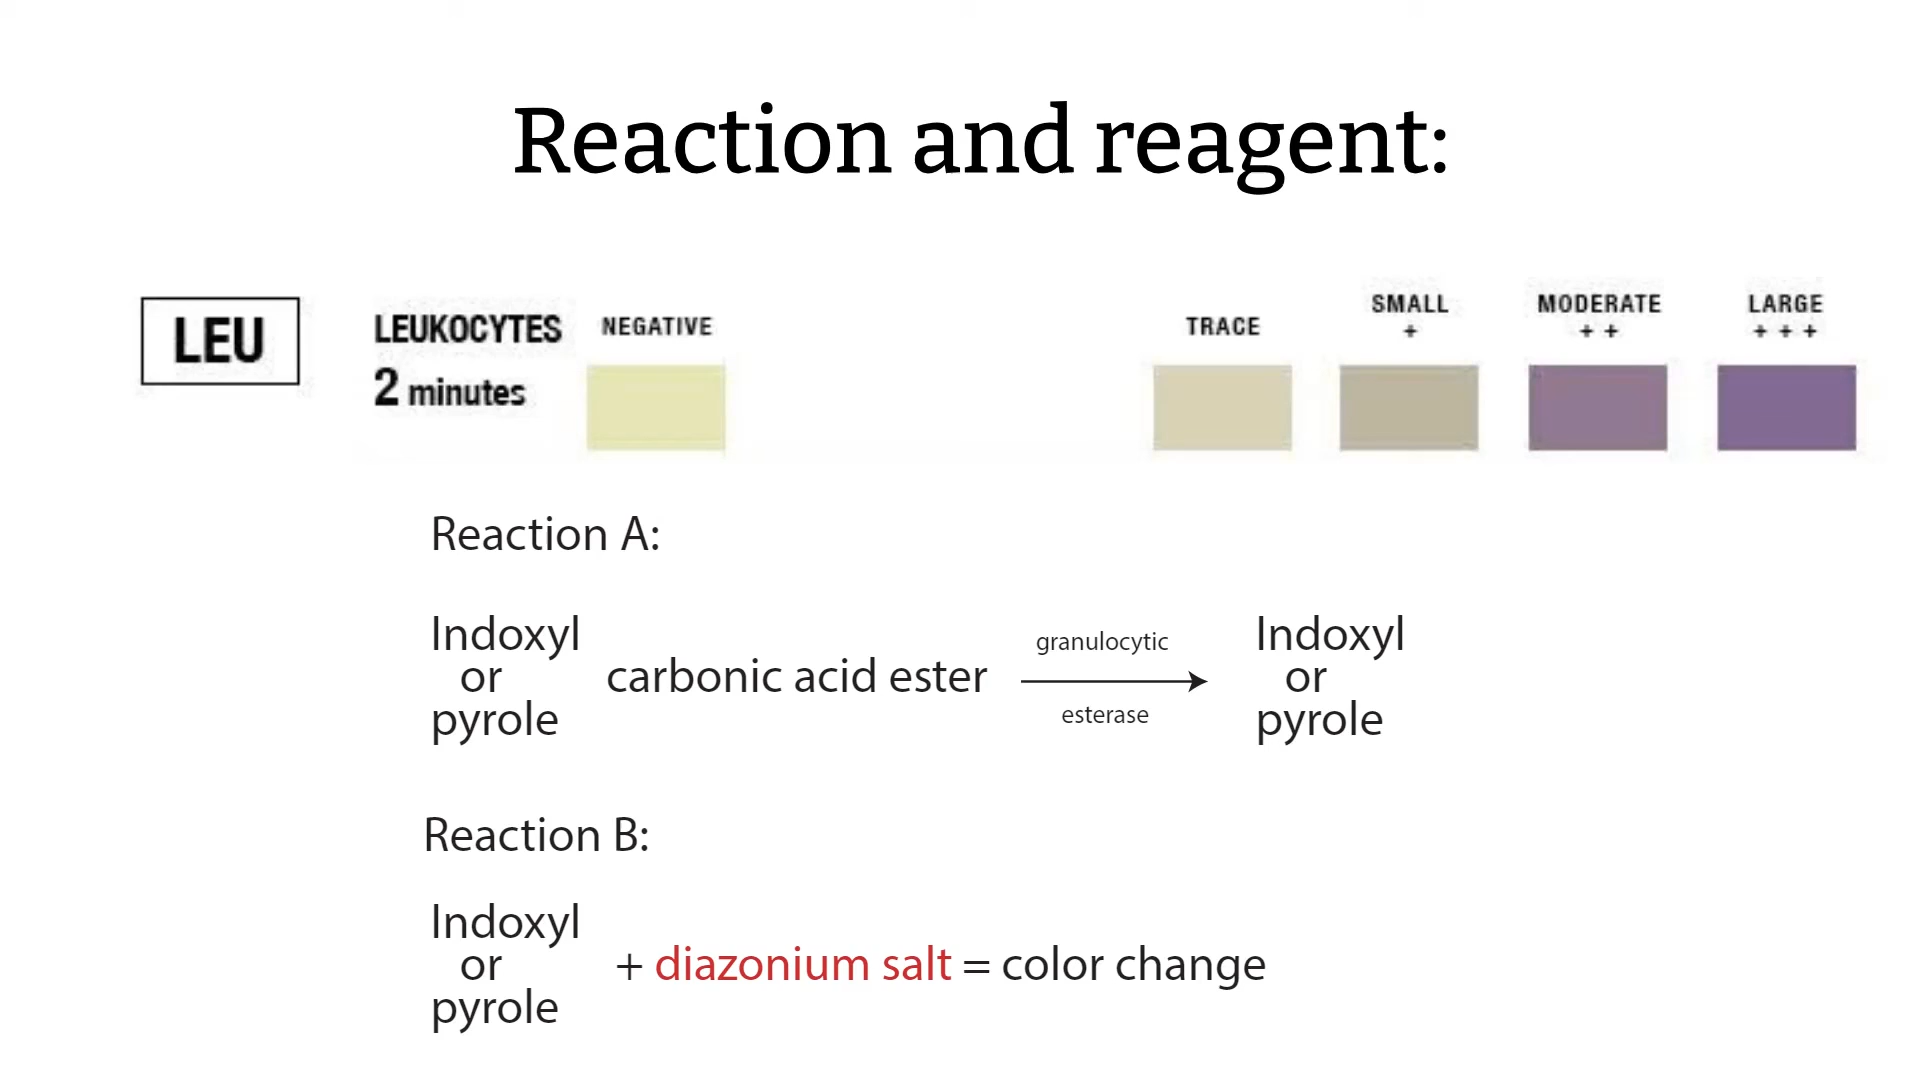 Reaction and reagent:
LEU
LEUKOCYTES
2 minutes
NEGATIVE
TRACE
SMALL
+
MODERATE
+ +
LARGE
+ + +
Reaction A:
Indoxyl
or
pyrole
carbonic acid ester
granulocytic
esterase
Indoxyl
or
pyrole
Reaction B:
Indoxyl
or
pyrole
+ diazonium salt = color change